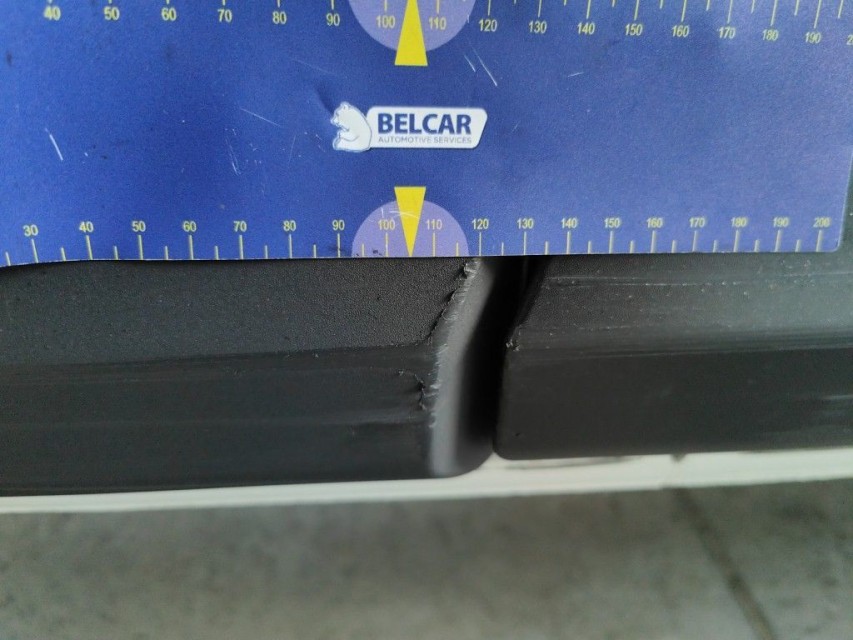 40 50 60 70 80 90 100 110 120 130 140 150 160 170 180 190
BELCAR
AUTOMOTIVE SERVICES
30 40 50 60 70 80 90 100 110 120 130 140 150 160 170 180 190 200